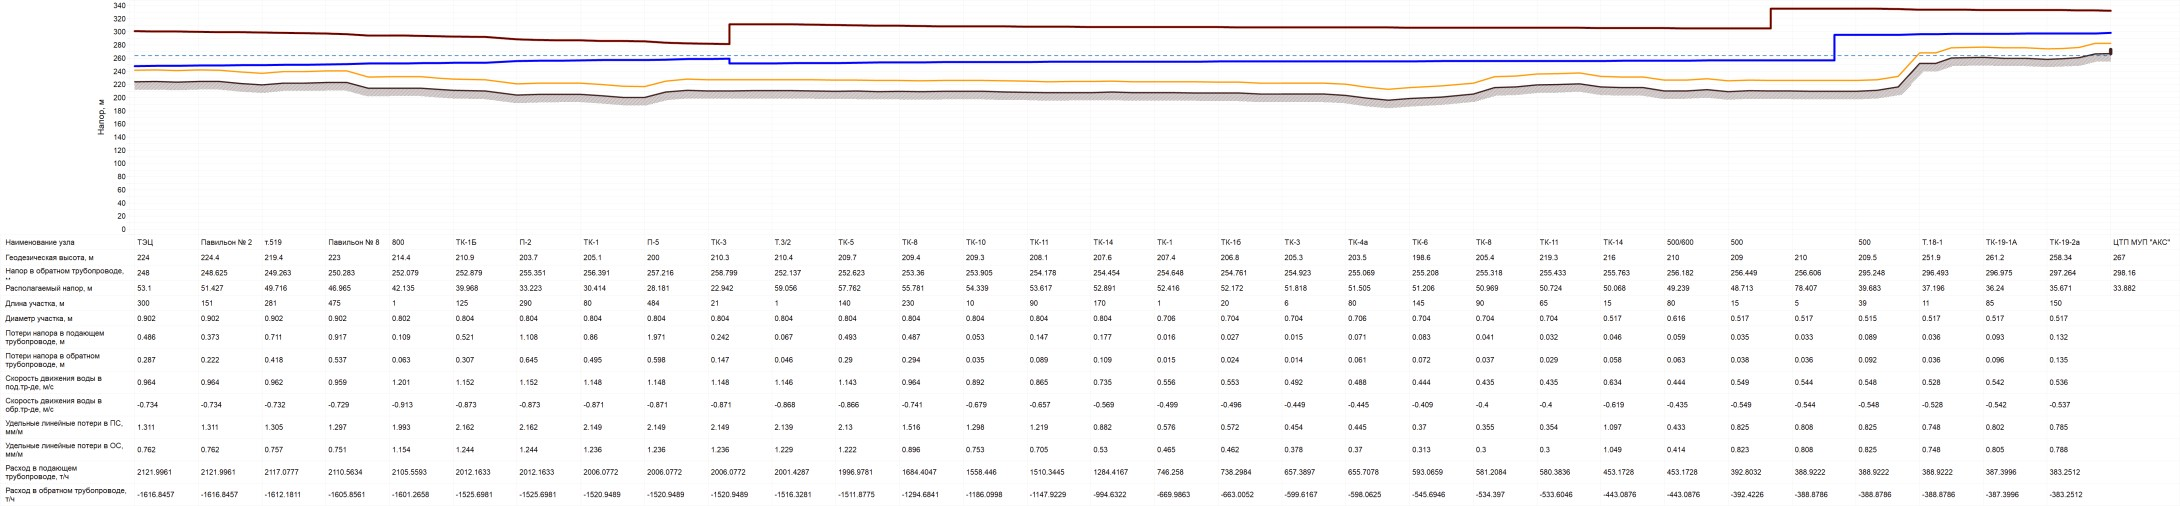 340
320
300
280
260
240
220
200
180
160
140
120
100
80
60
40
20
0
Напор, м
Наименование узла ТЭЦ Павильон № 2 т.519 Павильон № 8 800 ТК-1Б П-2 ТК-1 П-5 ТК-3 Т.3/2 ТК-5 ТК-8 ТК-10 ТК-11 ТК-14 ТК-1 ТК-1б ТК-3 ТК-4а ТК-6 ТК-8 ТК-11 ТК-14 500/600 500 500 Т.18-1 ТК-19-1А ТК-19-2а ЦТП МУП "АКС"
Геодезическая высота, м 224 224.4 219.4 223 214.4 210.9 203.7 205.1 200 210.3 210.4 209.7 209.4 209.3 208.1 207.6 207.4 206.8 205.3 203.5 198.6 205.4 219.3 216 210 209 210 209.5 251.9 261.2 258.34 267
Напор в обратном трубопроводе, 248 248.625 249.263 250.283 252.079 252.879 255.351 256.391 257.216 258.799 252.137 252.623 253.36 253.905 254.178 254.454 254.648 254.761 254.923 255.069 255.208 255.318 255.433 255.763 256.182 256.449 256.606 295.248 296.493 296.975 297.264 298.16
Располагаемый напор, м 53.1 51.427 49.716 46.965 42.135 39.968 33.223 30.414 28.181 22.942 59.056 57.762 55.781 54.339 53.617 52.891 52.416 52.172 51.818 51.505 51.206 50.969 50.724 50.068 49.239 48.713 78.407 39.683 37.196 36.24 35.671 33.882
Длина участка, м 300 151 281 475 1 125 290 80 484 21 1 140 230 10 90 170 1 20 6 80 145 90 65 15 80 15 5 39 11 85 150
Диаметр участка, м 0.902 0.902 0.902 0.902 0.802 0.804 0.804 0.804 0.804 0.804 0.804 0.804 0.804 0.804 0.804 0.804 0.706 0.704 0.704 0.706 0.704 0.704 0.704 0.517 0.616 0.517 0.517 0.515 0.517 0.517 0.517
Потери напора в подающем
трубопроводе, м 0.486 0.373 0.711 0.917 0.109 0.521 1.108 0.86 1.971 0.242 0.067 0.493 0.487 0.053 0.147 0.177 0.016 0.027 0.015 0.071 0.083 0.041 0.032 0.046 0.059 0.035 0.033 0.089 0.036 0.093 0.132
Потери напора в обратном
трубопроводе, м 0.287 0.222 0.418 0.537 0.063 0.307 0.645 0.495 0.598 0.147 0.046 0.29 0.294 0.035 0.089 0.109 0.015 0.024 0.014 0.061 0.072 0.037 0.029 0.058 0.063 0.038 0.036 0.092 0.036 0.096 0.135
Скорость движения воды в
под.тр-де, м/с 0.964 0.964 0.962 0.959 1.201 1.152 1.152 1.148 1.148 1.148 1.146 1.143 0.964 0.892 0.865 0.735 0.556 0.553 0.492 0.488 0.444 0.435 0.435 0.634 0.444 0.549 0.544 0.548 0.528 0.542 0.536
Скорость движения воды в
обр.тр-де, м/с -0.734 -0.734 -0.732 -0.729 -0.913 -0.873 -0.873 -0.871 -0.871 -0.871 -0.868 -0.866 -0.741 -0.679 -0.657 -0.569 -0.499 -0.496 -0.449 -0.445 -0.409 -0.4 -0.4 -0.619 -0.435 -0.549 -0.544 -0.548 -0.528 -0.542 -0.537
Удельные линейные потери в ПС,
мм/м 1.311 1.311 1.305 1.297 1.993 2.162 2.162 2.149 2.149 2.149 2.139 2.13 1.516 1.298 1.219 0.882 0.576 0.572 0.454 0.445 0.37 0.355 0.354 1.097 0.433 0.825 0.808 0.825 0.748 0.802 0.785
Удельные линейные потери в ОС,
мм/м 0.762 0.762 0.757 0.751 1.154 1.244 1.244 1.236 1.236 1.236 1.229 1.222 0.896 0.753 0.705 0.53 0.465 0.462 0.378 0.37 0.313 0.3 0.3 1.049 0.414 0.823 0.808 0.825 0.748 0.805 0.788
Расход в подающем
трубопроводе, т/ч 2121.9961 2121.9961 2117.0777 2110.5634 2105.5593 2012.1633 2012.1633 2006.0772 2006.0772 2006.0772 2001.4287 1996.9781 1684.4047 1558.446 1510.3445 1284.4167 746.258 738.2984 657.3897 655.7078 593.0659 581.2084 580.3836 453.1728 453.1728 392.8032 388.9222 388.9222 388.9222 387.3996 383.2512
Расход в обратном трубопроводе,
т/ч -1616.8457 -1616.8457 -1612.1811 -1605.8561 -1601.2658 -1525.6981 -1525.6981 -1520.9489 -1520.9489 -1520.9489 -1516.3281 -1511.8775 -1294.6841 -1186.0998 -1147.9229 -994.6322 -669.9863 -663.0052 -599.6167 -598.0625 -545.6946 -534.397 -533.6046 -443.0876 -443.0876 -392.4226 -388.8786 -388.8786 -388.8786 -387.3996 -383.2512